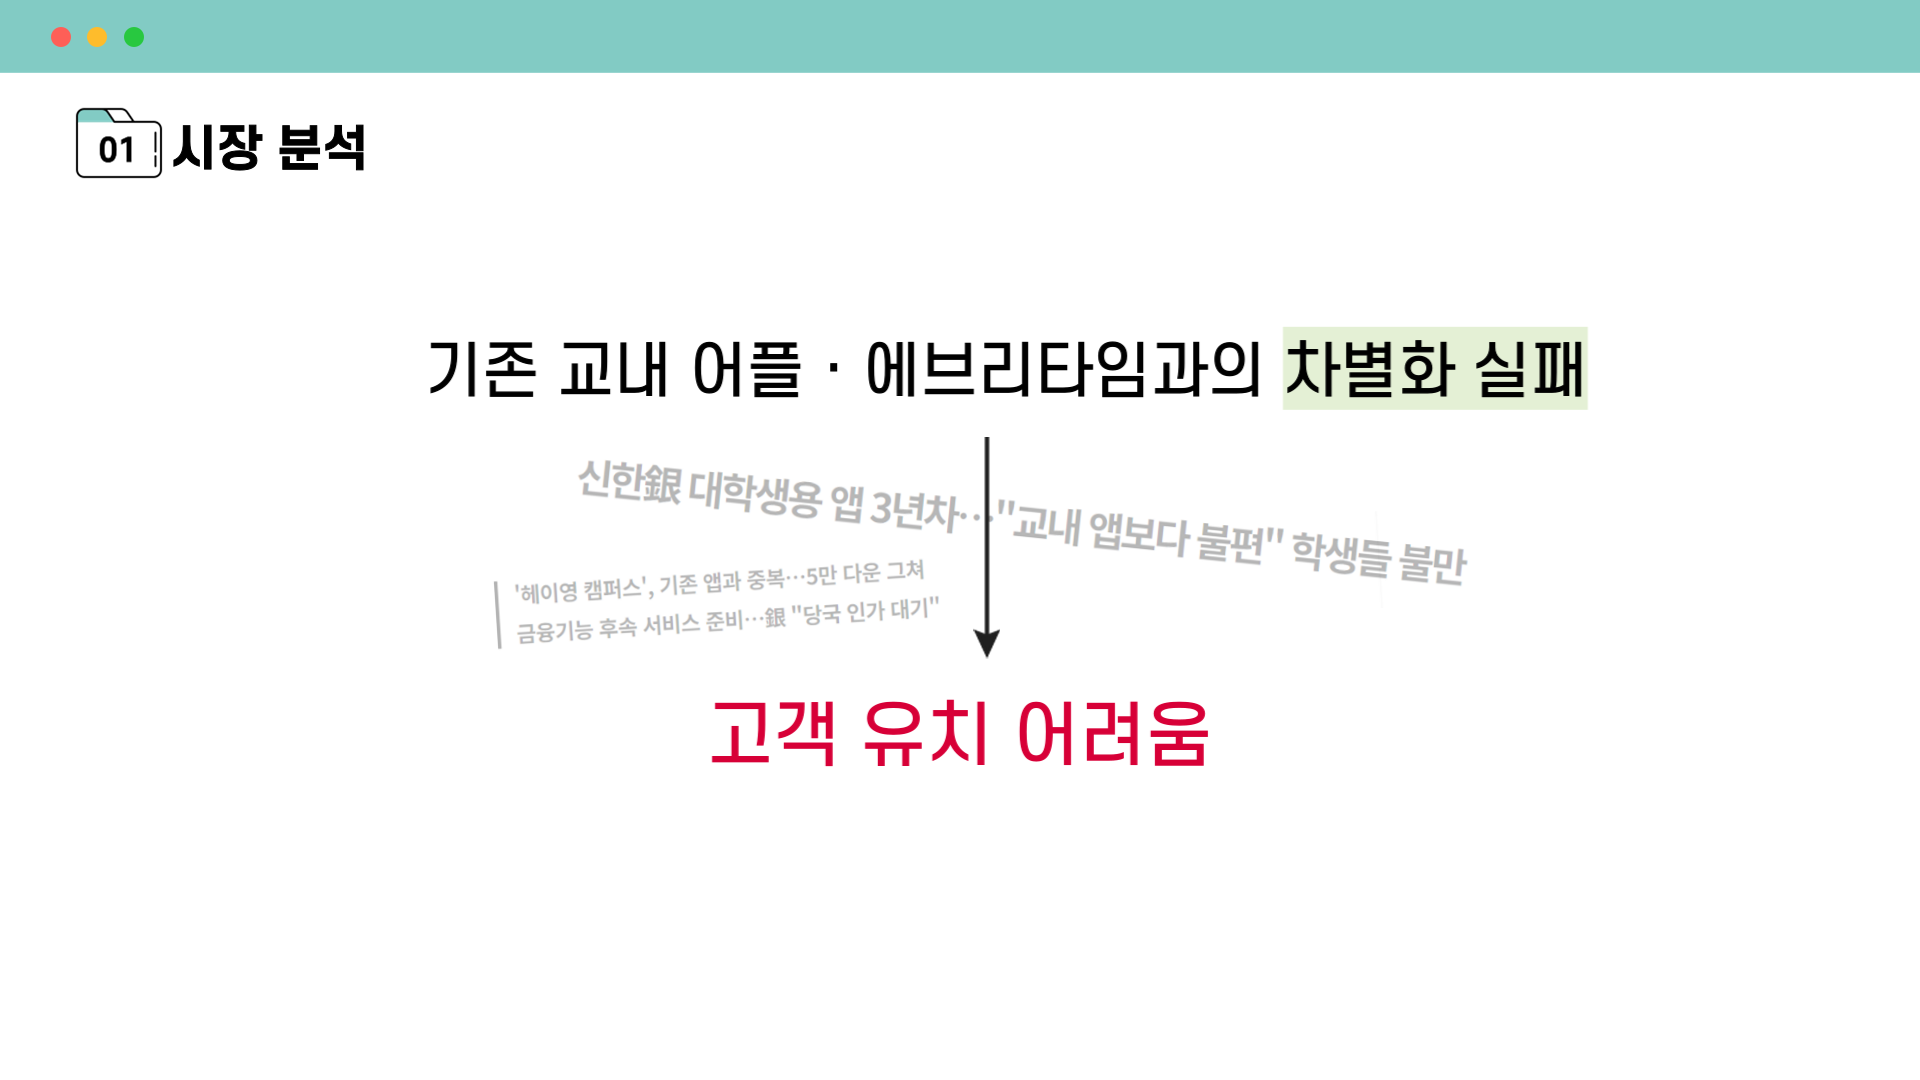 01 시장 분석
기존 교내 어플 · 에브리타임과의 차별화 실패
신한銀 대학생용 앱 3년차…"교내 앱보다 불편" 학생들 불만
'헤이영 캠퍼스', 기존 앱과 중복…5만 다운 그쳐
금융기능 후속 서비스 준비…銀 "당국 인가 대기"
고객 유치 어려움